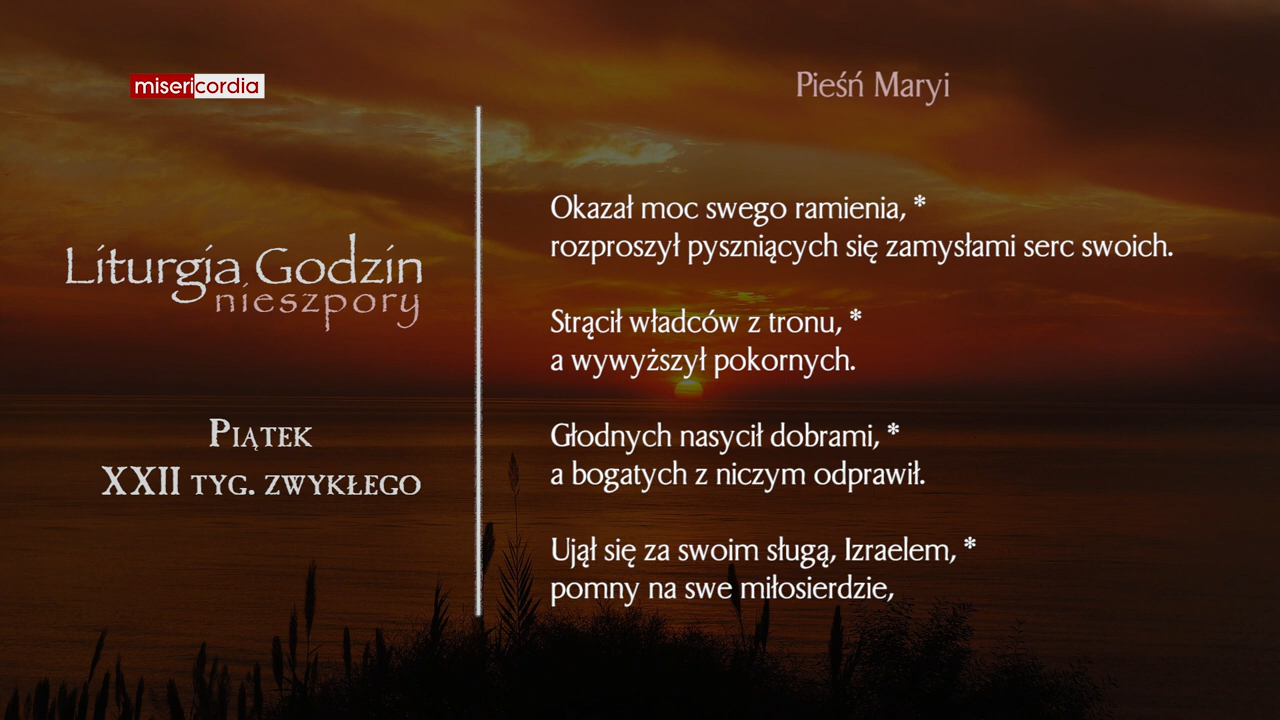 misericordia
Liturgia Godzin
nieszpory
Piątek
XXII tyg. zwykłego
Pieśń Maryi
Okazał moc swego ramienia, *
rozproszył pyszniących się zamysłami serc swoich.
Strącił władców z tronu, *
a wywyższył pokornych.
Głodnych nasycił dobrami, *
a bogatych z niczym odprawił.
Ujął się za swoim sługą, Izraelem, *
pomny na swe miłosierdzie,